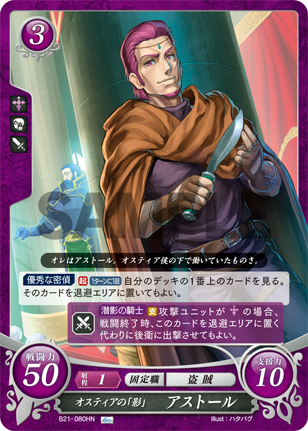 3
SAMPLE
オレはアストール。オスティア侯の下で働いていたものさ。
優秀な密偵 起 1ターンに1回 自分のデッキの1番上のカードを見る。
そのカードを退避エリアに置いてもよい。
潜影の騎士 支 攻撃ユニットが の場合、
戦闘終了時、このカードを退避エリアに置く
代わりに後衛に出撃させてもよい。
戦闘力
50
射程 1 固定職 盗賊
支援力
10
オスティアの「影」 アストール
B21-080HN
Illust:ハタパグ